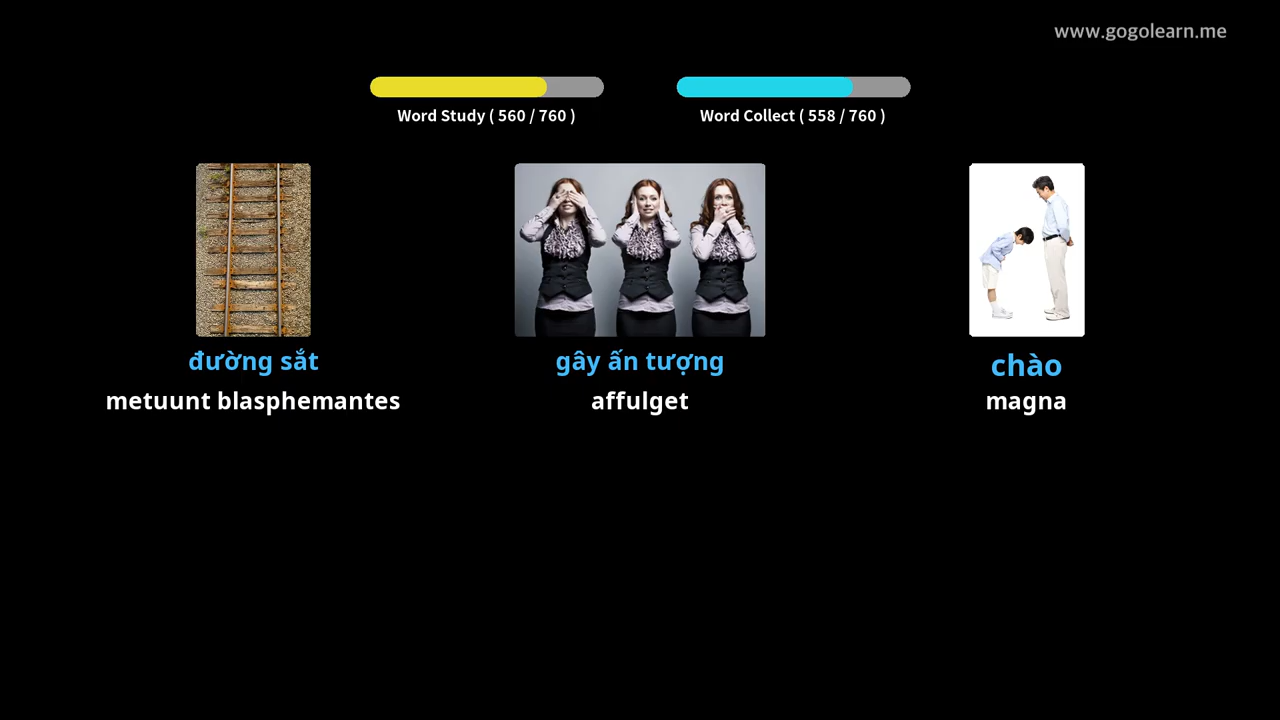 www.gogolearn.me
Word Study ( 560 / 760 )
Word Collect ( 558 / 760 )
đường sắt
metuunt blasphemantes
gây ấn tượng
affulget
chào
magna